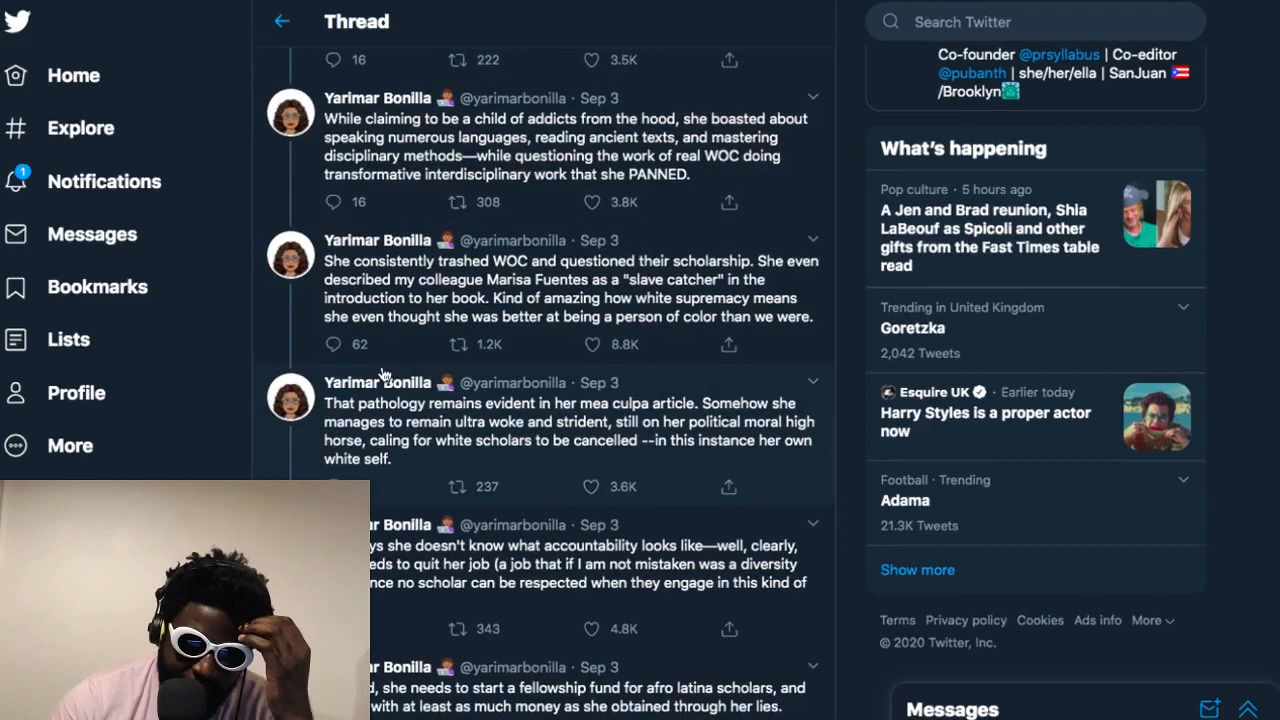 Home
Explore
1
Notifications
Messages
Bookmarks
Lists
Profile
More
Thread
16 222 3.5K
Yarimar Bonilla @yarimarbonilla · Sep 3
While claiming to be a child of addicts from the hood, she boasted about
speaking numerous languages, reading ancient texts, and mastering
disciplinary methods—while questioning the work of real WOC doing
transformative interdisciplinary work that she PANNED.
16 308 3.8K
Yarimar Bonilla @yarimarbonilla · Sep 3
She consistently trashed WOC and questioned their scholarship. She even
described my colleague Marisa Fuentes as a "slave catcher" in the
introduction to her book. Kind of amazing how white supremacy means
she even thought she was better at being a person of color than we were.
62 1.2K 8.8K
Yarimar Bonilla @yarimarbonilla · Sep 3
That pathology remains evident in her mea culpa article. Somehow she
manages to remain ultra woke and strident, still on her political moral high
horse, caling for white scholars to be cancelled --in this instance her own
white self.
237 3.6K
Bonilla @yarimarbonilla · Sep 3
she doesn't know what accountability looks like—well, clearly,
to quit her job (a job that if I am not mistaken was a diversity
no scholar can be respected when they engage in this kind of
343 4.8K
Bonilla @yarimarbonilla · Sep 3
she needs to start a fellowship fund for afro latina scholars, and
with at least as much money as she obtained through her lies.
Search Twitter
Co-founder @prsyllabus | Co-editor
@pubanth | she/her/ella | SanJuan
/Brooklyn
What's happening
Pop culture · 5 hours ago
A Jen and Brad reunion, Shia
LaBeouf as Spicoli and other
gifts from the Fast Times table
read
Trending in United Kingdom
Goretzka
2,042 Tweets
Esquire UK · Earlier today
Harry Styles is a proper actor
now
Football · Trending
Adama
21.3K Tweets
Show more
Terms Privacy policy Cookies Ads info More
© 2020 Twitter, Inc.
Messages